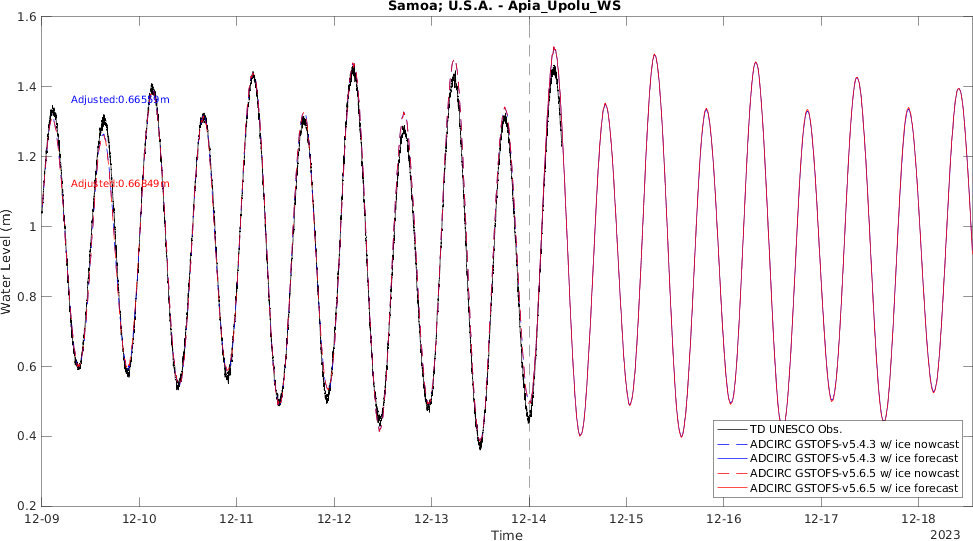 Samoa; U.S.A. - Apia_Upolu_WS
Water Level (m)
1.6
1.4
1.2
1
0.8
0.6
0.4
0.2
Adjusted:0.66559m
Adjusted:0.66849m
TD UNESCO Obs.
ADCIRC GSTOFS-v5.4.3 w/ ice nowcast
ADCIRC GSTOFS-v5.4.3 w/ ice forecast
ADCIRC GSTOFS-v5.6.5 w/ ice nowcast
ADCIRC GSTOFS-v5.6.5 w/ ice forecast
12-09 12-10 12-11 12-12 12-13 12-14 12-15 12-16 12-17 12-18
Time
2023